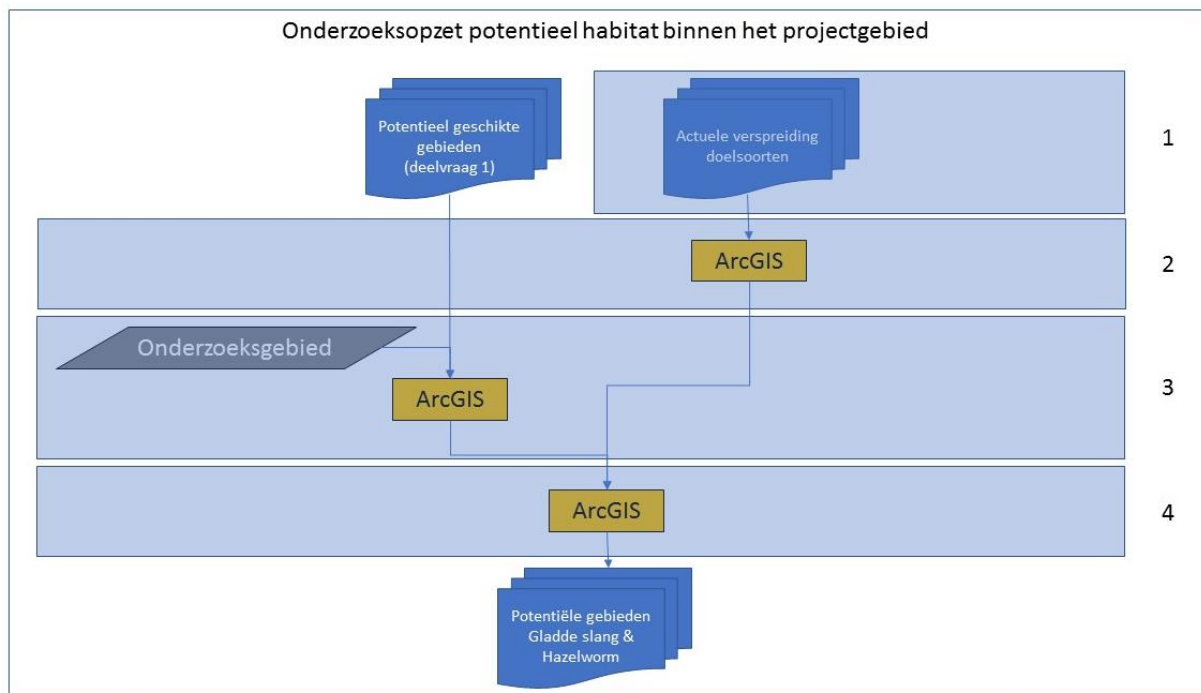 Onderzoeksopzet potentieel habitat binnen het projectgebied
Potentieel geschikte
gebieden
(deelvraag 1)
Actuele verspreiding
doelsoorten
1
ArcGIS
2
Onderzoeksgebied
ArcGIS
3
ArcGIS
4
Potentiële gebieden
Gladde slang &
Hazelworm